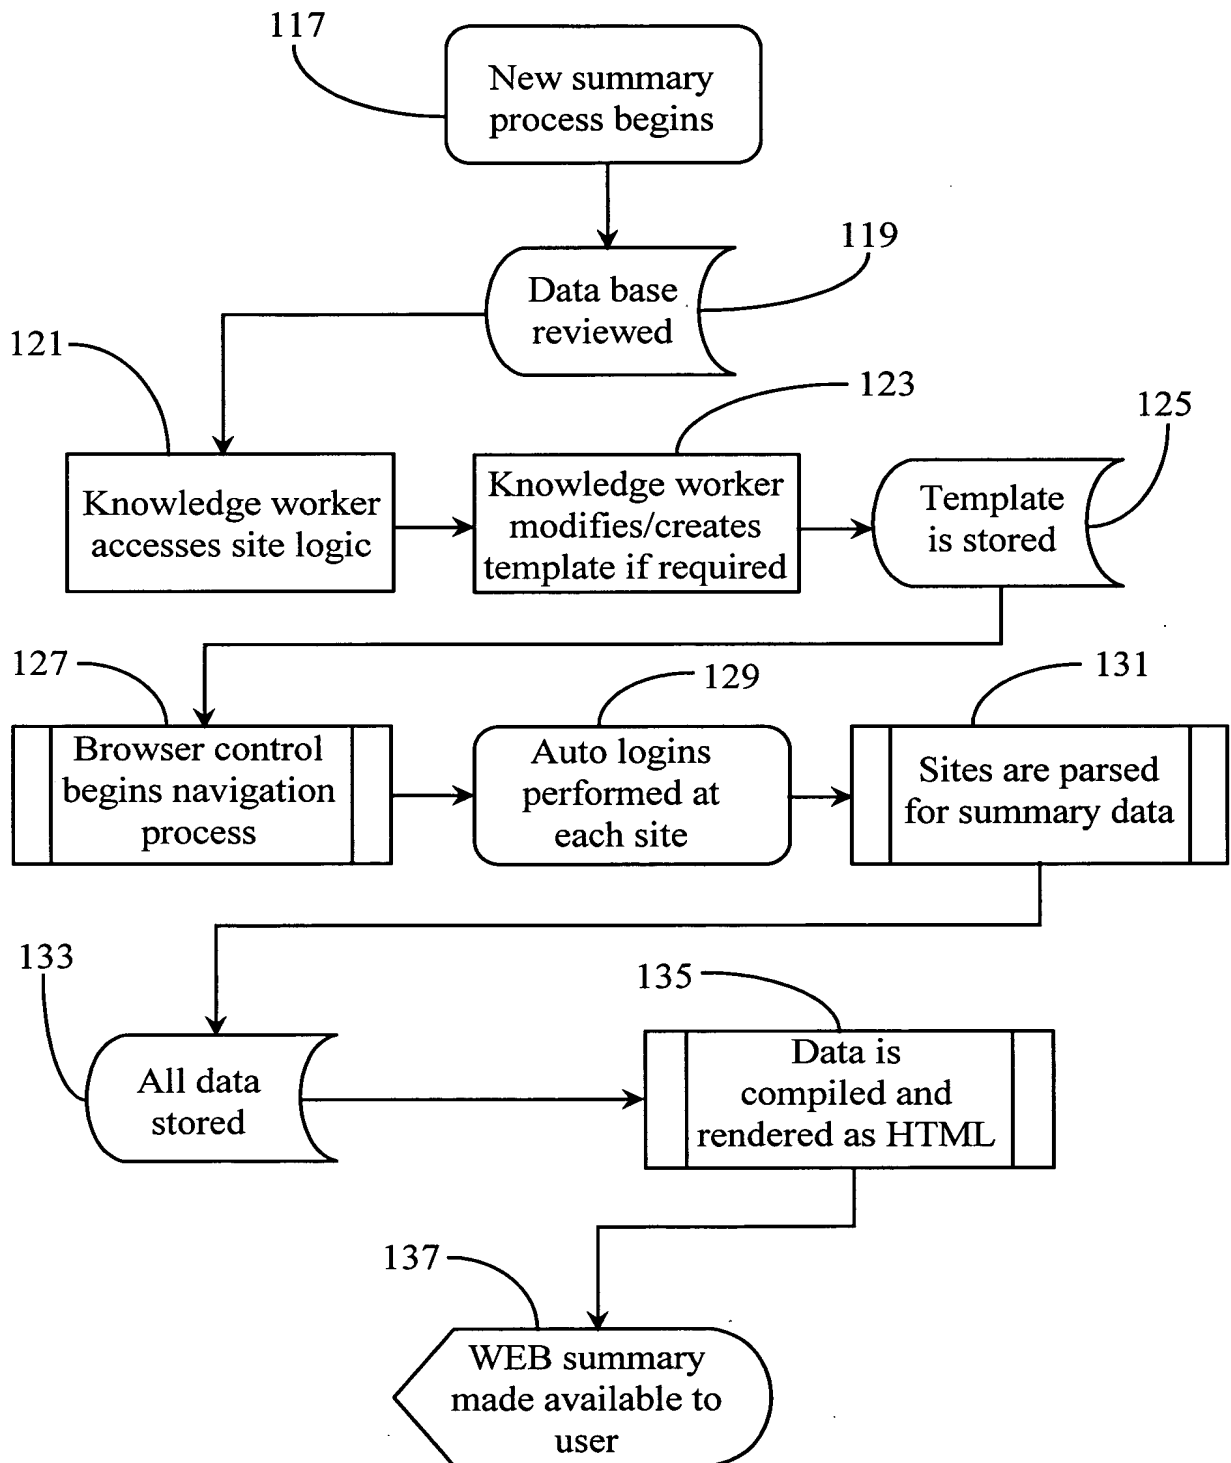 117
New summary
process begins
119
Data base
reviewed
121
123
125
Knowledge worker
accesses site logic
Knowledge worker
modifies/creates
template if required
Template
is stored
127
129
131
Browser control
begins navigation
process
Auto logins
performed at
each site
Sites are parsed
for summary data
133
135
All data
stored
Data is
compiled and
rendered as HTML
137
WEB summary
made available to
user